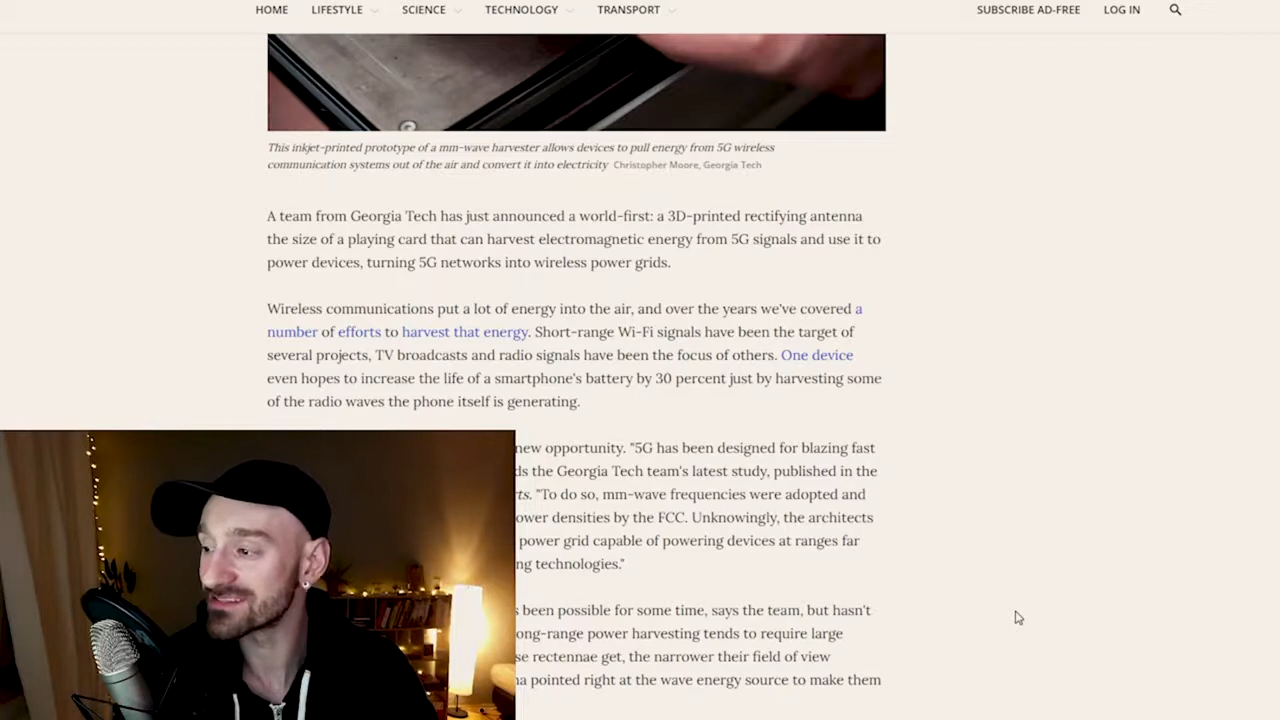 HOME LIFESTYLE SCIENCE TECHNOLOGY TRANSPORT SUBSCRIBE AD-FREE LOG IN
This inkjet-printed prototype of a mm-wave harvester allows devices to pull energy from 5G wireless
communication systems out of the air and convert it into electricity Christopher Moore, Georgia Tech
A team from Georgia Tech has just announced a world-first: a 3D-printed rectifying antenna
the size of a playing card that can harvest electromagnetic energy from 5G signals and use it to
power devices, turning 5G networks into wireless power grids.
Wireless communications put a lot of energy into the air, and over the years we've covered a
number of efforts to harvest that energy. Short-range Wi-Fi signals have been the target of
several projects, TV broadcasts and radio signals have been the focus of others. One device
even hopes to increase the life of a smartphone's battery by 30 percent just by harvesting some
of the radio waves the phone itself is generating.
new opportunity. "5G has been designed for blazing fast
ds the Georgia Tech team's latest study, published in the
rts. "To do so, mm-wave frequencies were adopted and
ower densities by the FCC. Unknowingly, the architects
power grid capable of powering devices at ranges far
ng technologies."
s been possible for some time, says the team, but hasn't
ong-range power harvesting tends to require large
se rectennae get, the narrower their field of view
na pointed right at the wave energy source to make them